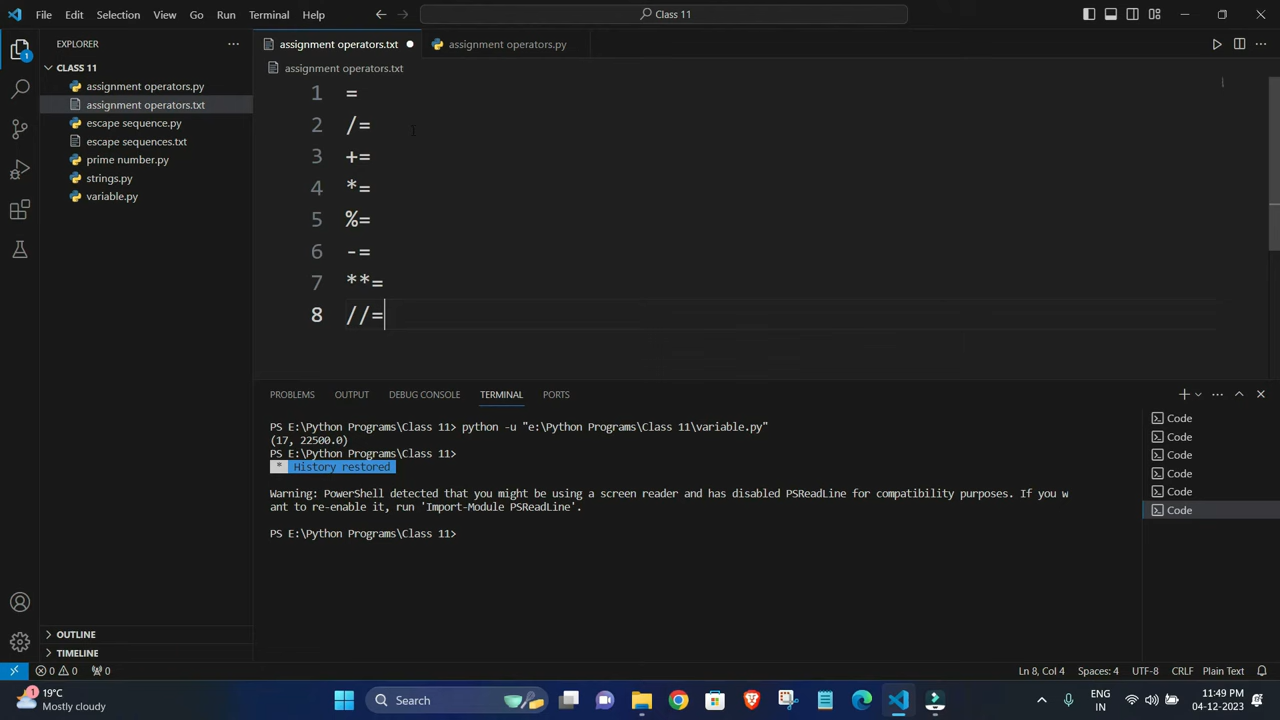 File Edit Selection View Go Run Terminal Help
Class 11
EXPLORER
CLASS 11
assignment operators.py
assignment operators.txt
escape sequence.py
escape sequences.txt
prime number.py
strings.py
variable.py
OUTLINE
TIMELINE
1
assignment operators.txt
assignment operators.py
assignment operators.txt
1 =
2 /=
3 +=
4 *=
5 %=
6 -=
7 **=
8 //=
PROBLEMS OUTPUT DEBUG CONSOLE TERMINAL PORTS
PS E:\Python Programs\Class 11> python -u "e:\Python Programs\Class 11\variable.py"
(17, 22500.0)
PS E:\Python Programs\Class 11>
* History restored
Warning: PowerShell detected that you might be using a screen reader and has disabled PSReadLine for compatibility purposes. If you w
ant to re-enable it, run 'Import-Module PSReadLine'.
PS E:\Python Programs\Class 11>
Code
Code
Code
Code
Code
Code
0 0 0 Ln 8, Col 4 Spaces: 4 UTF-8 CRLF Plain Text
1
19°C
Mostly cloudy
Search
ENG
IN
11:49 PM
04-12-2023